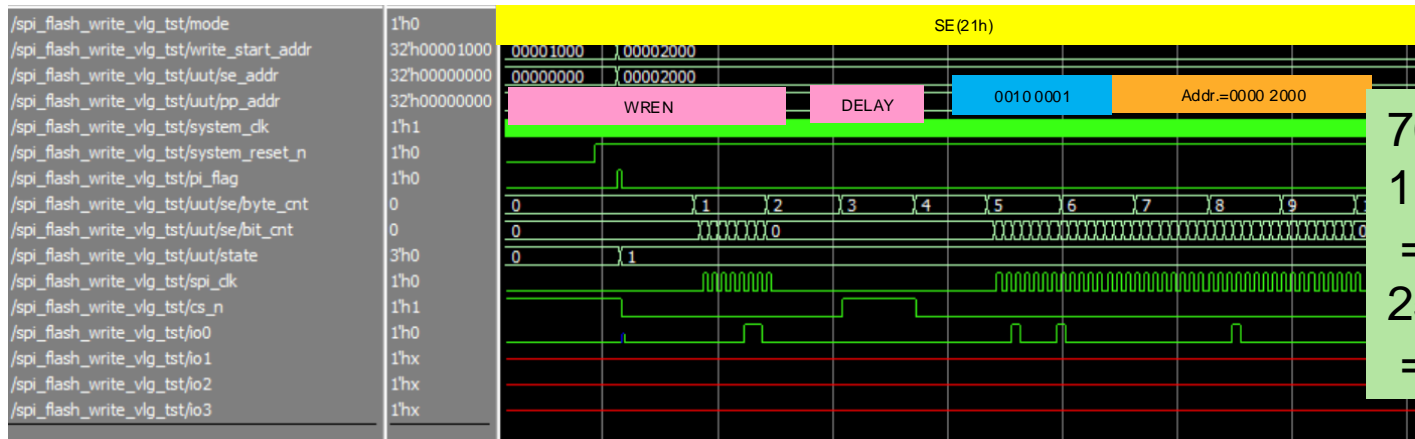 SE(21h)
/spi_flash_write_vlg_tst/mode 1'h0
/spi_flash_write_vlg_tst/write_start_addr 32'h00001000 00001000 00002000
/spi_flash_write_vlg_tst/uut/se_addr 32'h00000000 00000000 00002000
/spi_flash_write_vlg_tst/uut/pp_addr 32'h00000000
WREN DELAY 0010 0001 Addr.=0000 2000
/spi_flash_write_vlg_tst/system_clk 1'h1
/spi_flash_write_vlg_tst/system_reset_n 1'h0
/spi_flash_write_vlg_tst/pi_flag 1'h0
/spi_flash_write_vlg_tst/uut/se/byte_cnt 0 0 1 2 3 4 5 6 7 8 9
/spi_flash_write_vlg_tst/uut/se/bit_cnt 0 0 0
/spi_flash_write_vlg_tst/uut/state 3'h0 0 1
/spi_flash_write_vlg_tst/spi_clk 1'h0
/spi_flash_write_vlg_tst/cs_n 1'h1
/spi_flash_write_vlg_tst/io0 1'h0
/spi_flash_write_vlg_tst/io1 1'hx
/spi_flash_write_vlg_tst/io2 1'hx
/spi_flash_write_vlg_tst/io3 1'hx
7
1
=
2
=